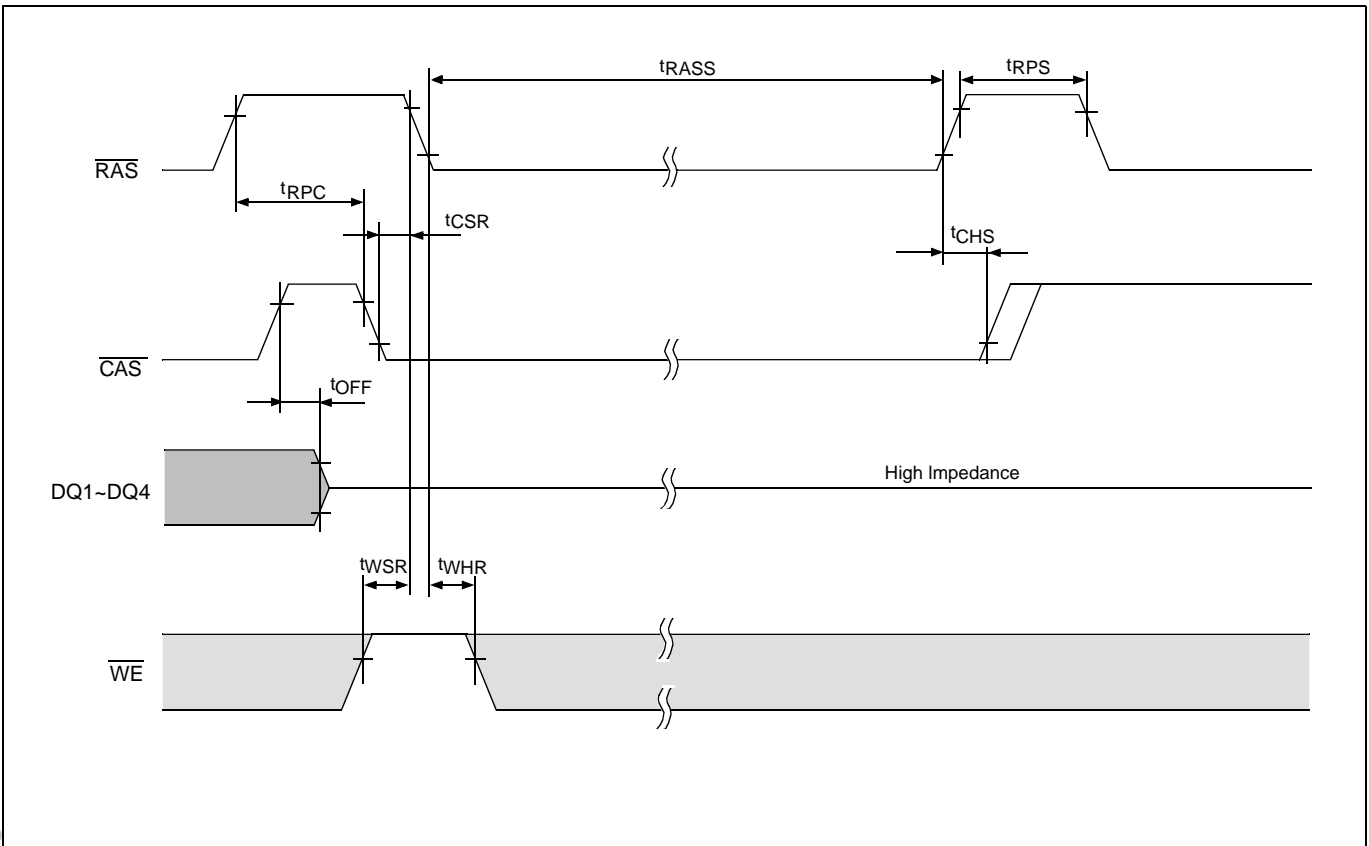 tRASS
tRPS
RAS
tRPC
tCSR
tCHS
CAS
tOFF
High Impedance
DQ1~DQ4
tWSR
tWHR
WE